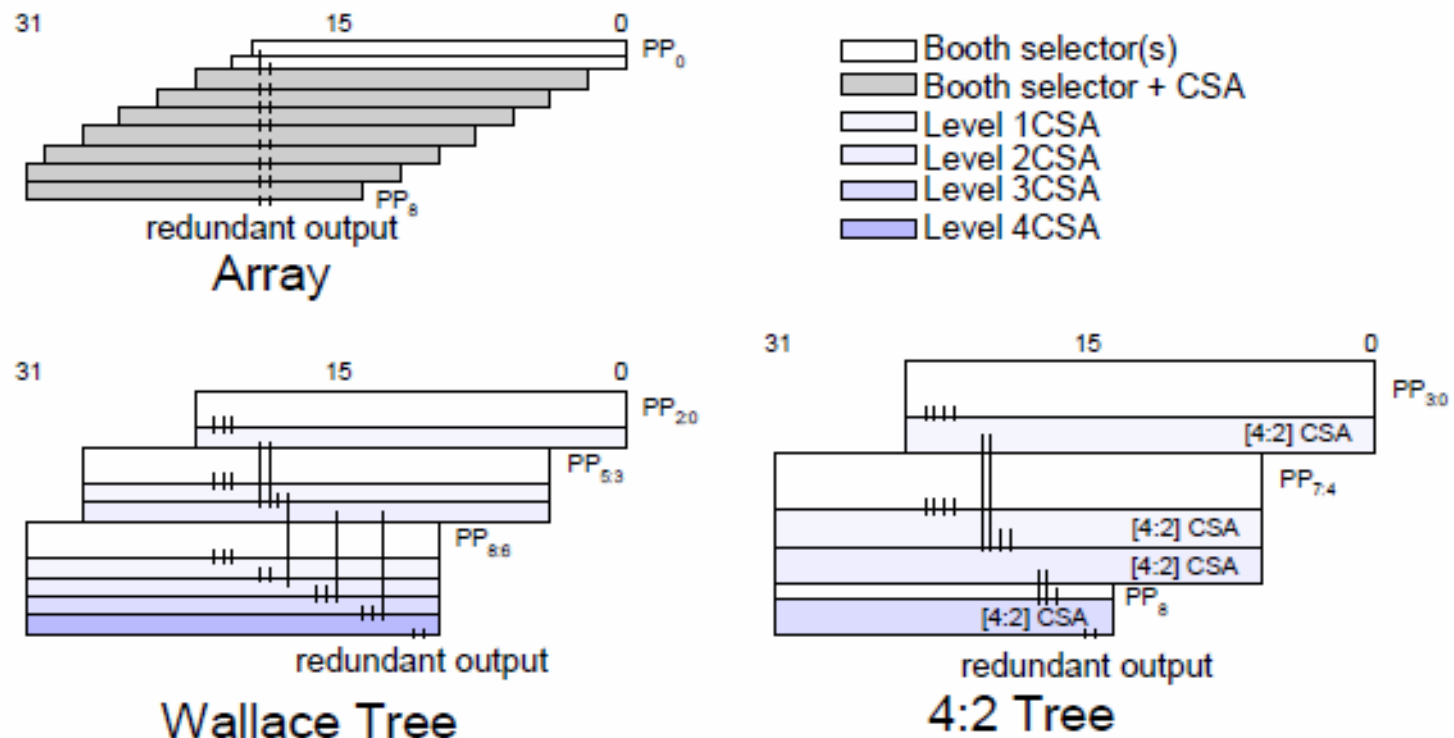 31 15 0
PP0
PP8
redundant output
Array
Booth selector(s)
Booth selector + CSA
Level 1CSA
Level 2CSA
Level 3CSA
Level 4CSA
31 15 0
PP2:0
PP5:3
PP8:6
redundant output
Wallace Tree
31 15 0
PP3:0
[4:2] CSA
PP7:4
[4:2] CSA
[4:2] CSA
PP8
[4:2] CSA
redundant output
4:2 Tree